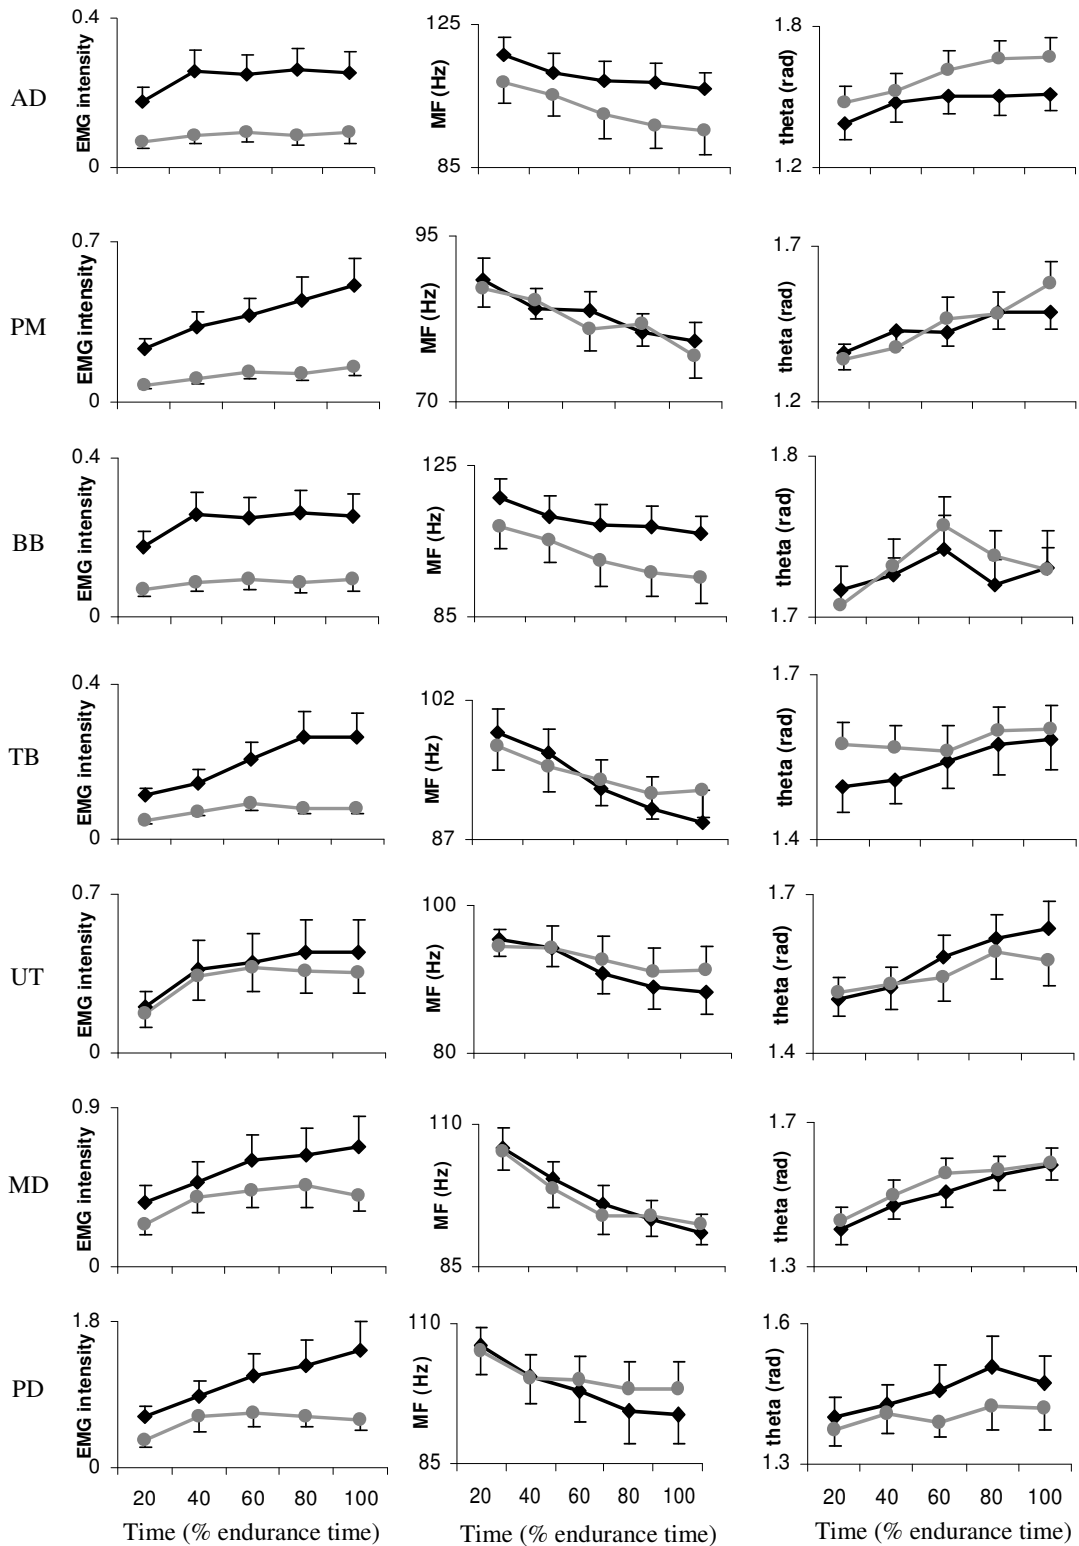 0.4
EMG intensity
0
125
MF (Hz)
85
1.8
theta (rad)
1.2
AD
0.7
EMG intensity
0
95
MF (Hz)
70
1.7
theta (rad)
1.2
PM
0.4
EMG intensity
0
125
MF (Hz)
85
1.8
theta (rad)
1.7
BB
0.4
EMG intensity
0
102
MF (Hz)
87
1.7
theta (rad)
1.4
TB
0.7
EMG intensity
0
100
MF (Hz)
80
1.7
theta (rad)
1.4
UT
0.9
EMG intensity
0
110
MF (Hz)
85
1.7
theta (rad)
1.3
MD
1.8
EMG intensity
0
110
MF (Hz)
85
1.6
theta (rad)
1.3
PD
20 40 60 80 100
20 40 60 80 100
20 40 60 80 100
Time (% endurance time)
Time (% endurance time)
Time (% endurance time)